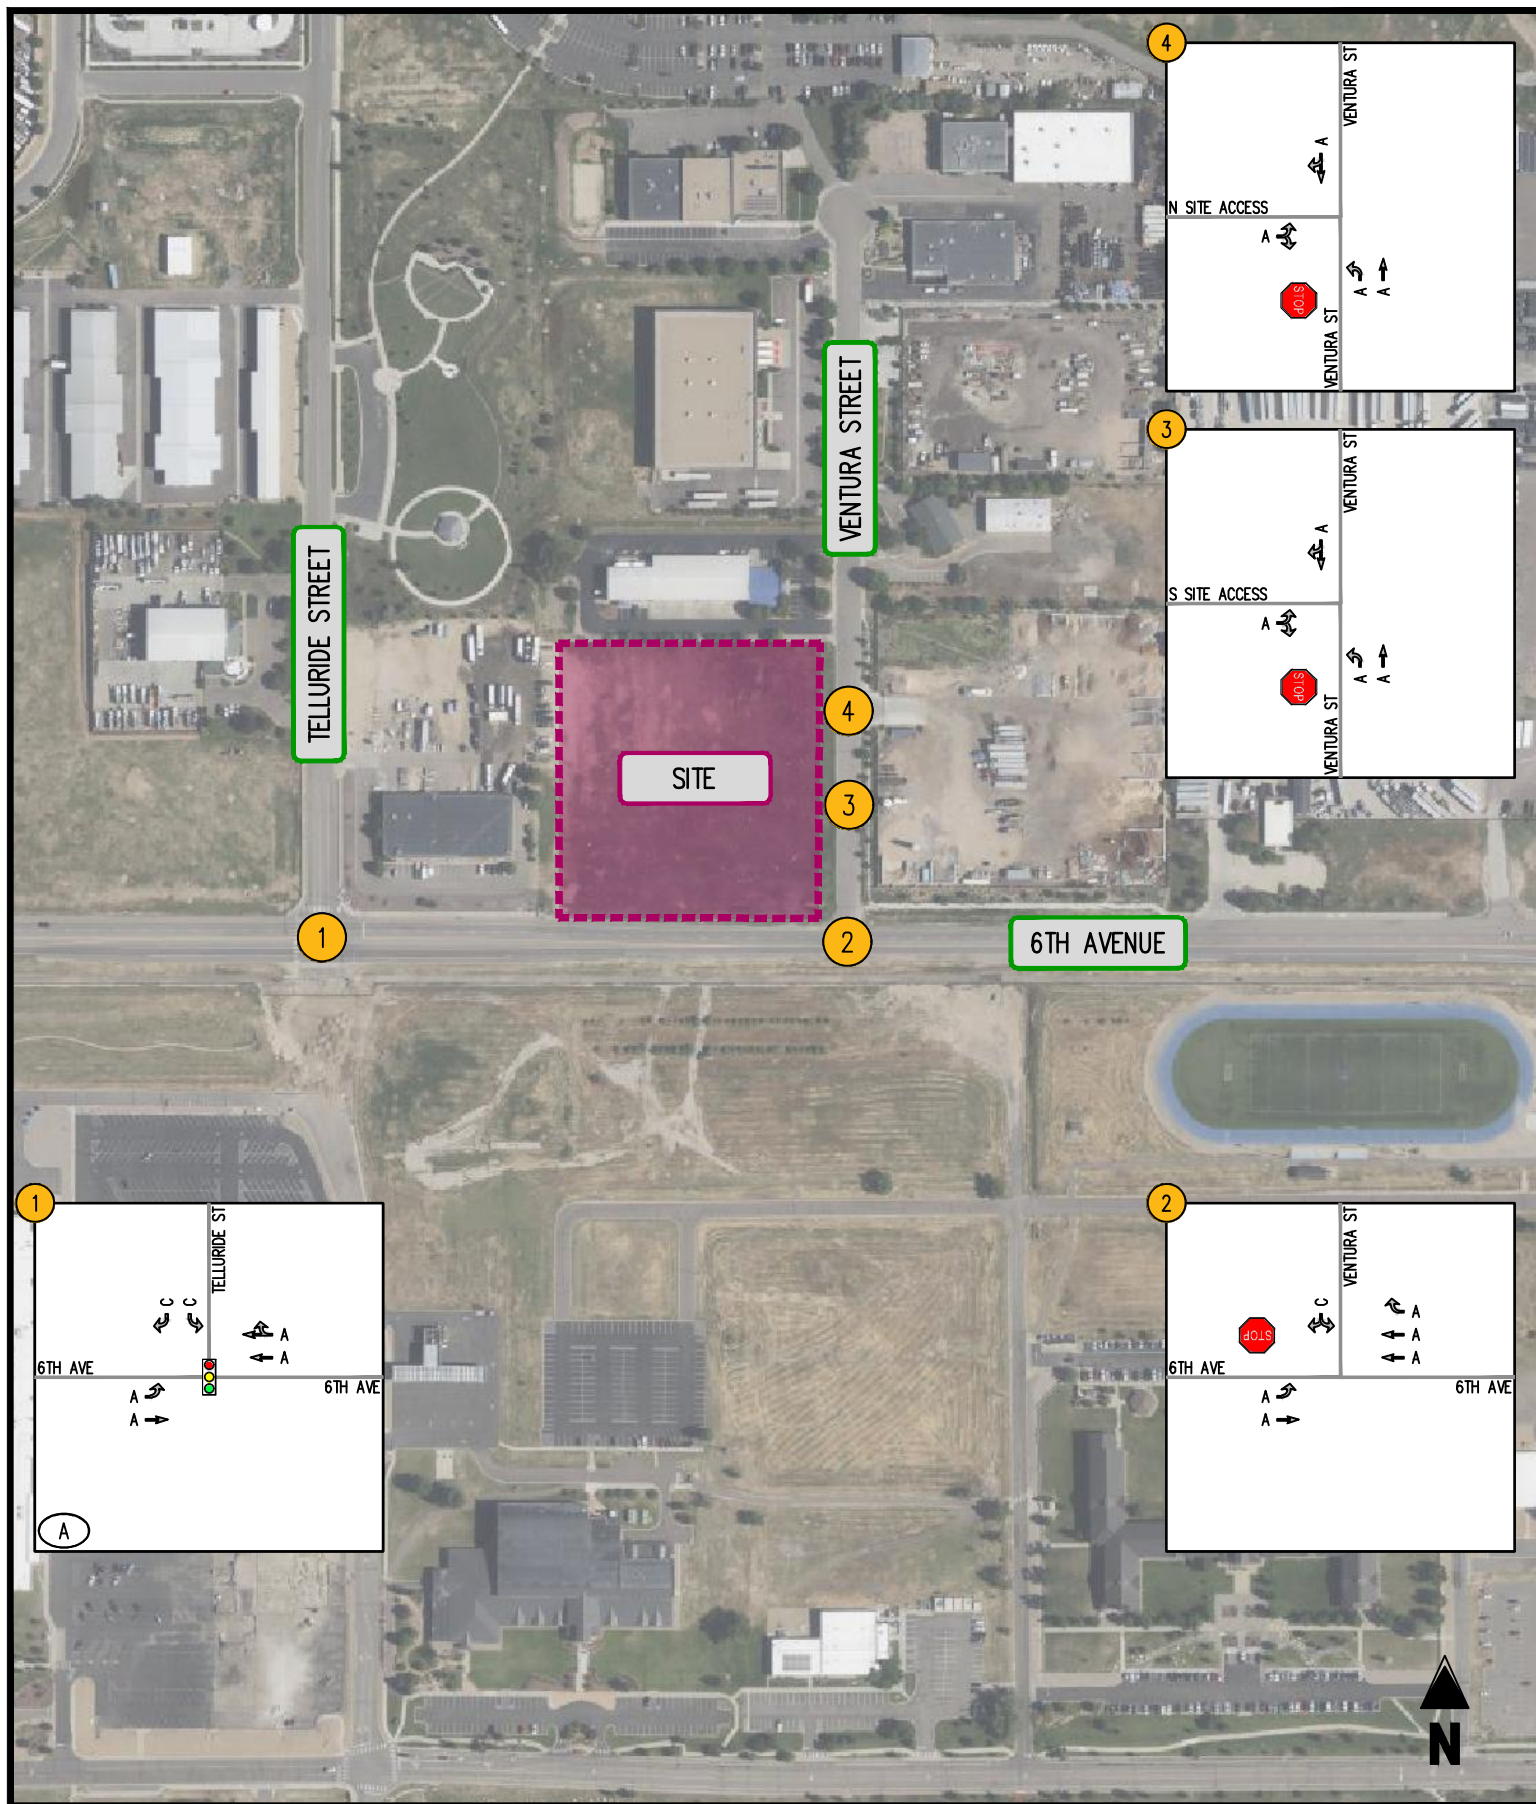 4
VENTURA ST
A
N SITE ACCESS
A
STOP
A
A
VENTURA ST
3
VENTURA ST
A
S SITE ACCESS
A
STOP
A
A
VENTURA ST
VENTURA STREET
TELLURIDE STREET
SITE
4
3
1
2
6TH AVENUE
1
TELLURIDE ST
C
C
A
A
6TH AVE
6TH AVE
A
A
A
2
VENTURA ST
C
A
A
A
STOP
6TH AVE
6TH AVE
A
A
N